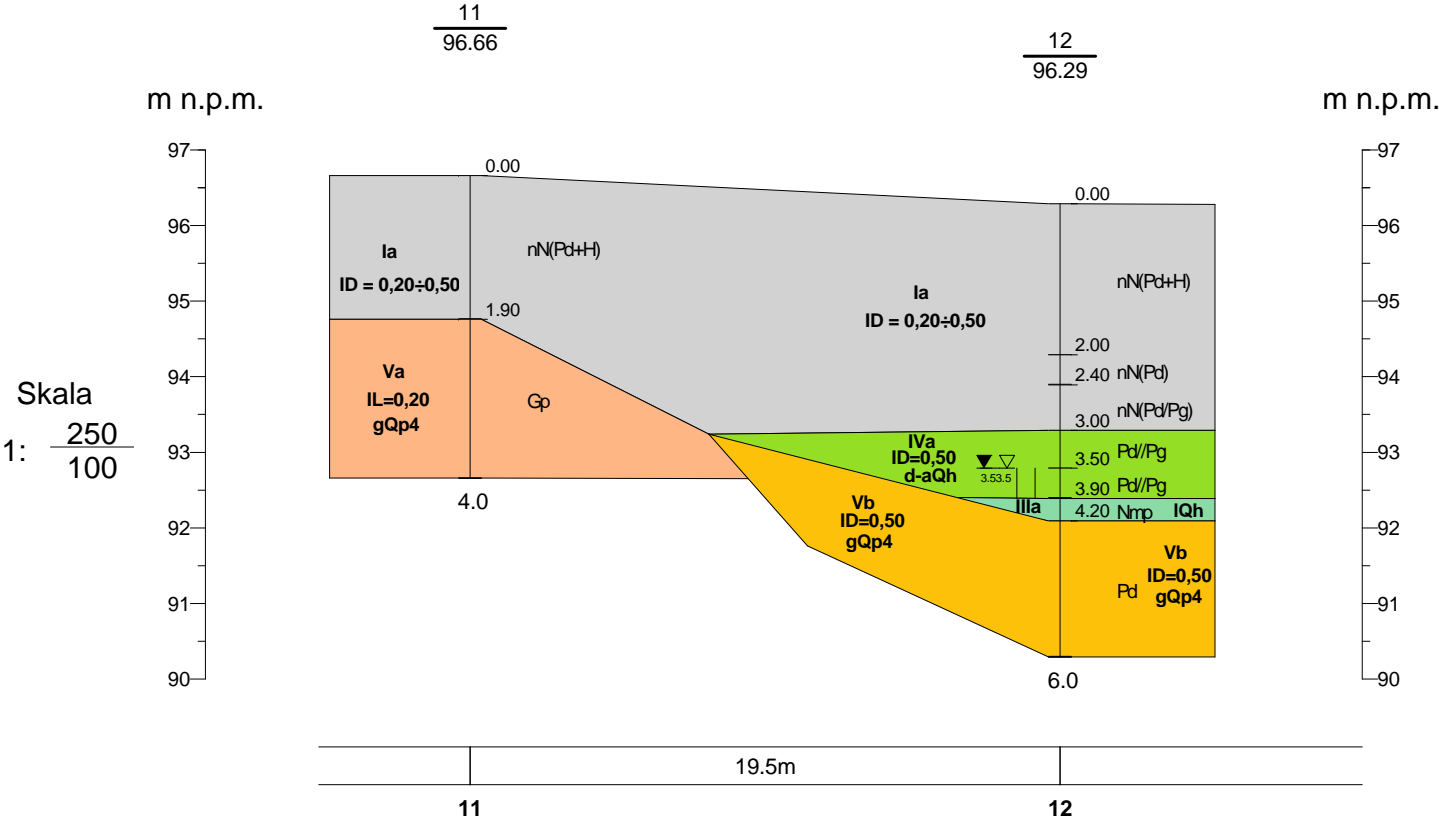 11
96.66
12
96.29
m n.p.m.
m n.p.m.
97
97
0.00
0.00
96
96
Ia
nN(Pd+H)
ID = 0,20÷0,50
nN(Pd+H)
Ia
ID = 0,20÷0,50
95
95
1.90
2.00
Va
IL=0,20
gQp4
94
2.40 nN(Pd)
94
Skala
1: 250
100
Gp
nN(Pd/Pg)
3.00
93
IVa
ID=0,50
d-aQh
3.50 Pd//Pg
93
3.53.5
3.90 Pd//Pg
4.0
Vb
ID=0,50
gQp4
IIIa
4.20 Nmp lQh
92
92
Vb
ID=0,50
gQp4
Pd
91
91
90
90
6.0
19.5m
11
12